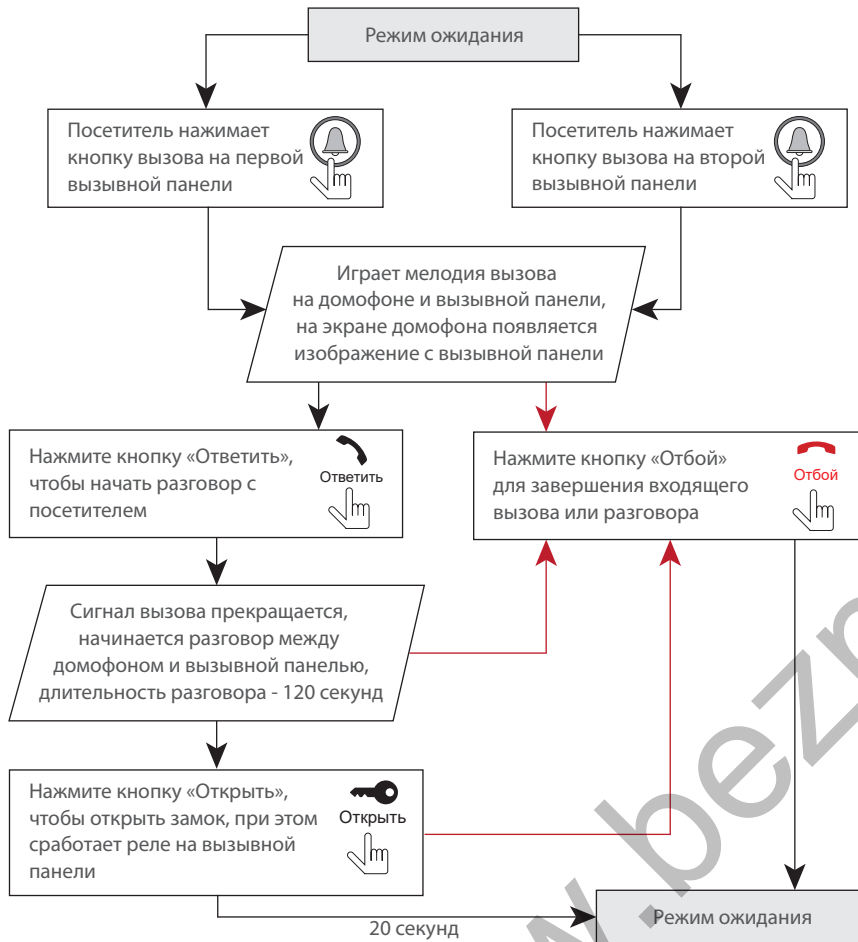 Режим ожидания
Посетитель нажимает
кнопку вызова на первой
вызывной панели
Посетитель нажимает
кнопку вызова на второй
вызывной панели
Играет мелодия вызова
на домофоне и вызывной панели,
на экране домофона появляется
изображение с вызывной панели
Нажмите кнопку «Ответить»,
чтобы начать разговор с
посетителем
Ответить
Нажмите кнопку «Отбой»
для завершения входящего
вызова или разговора
Отбой
Сигнал вызова прекращается,
начинается разговор между
домофоном и вызывной панелью,
длительность разговора - 120 секунд
Нажмите кнопку «Открыть»,
чтобы открыть замок, при этом
сработает реле на вызывной
панели
Открыть
20 секунд
Режим ожидания
w.bezp